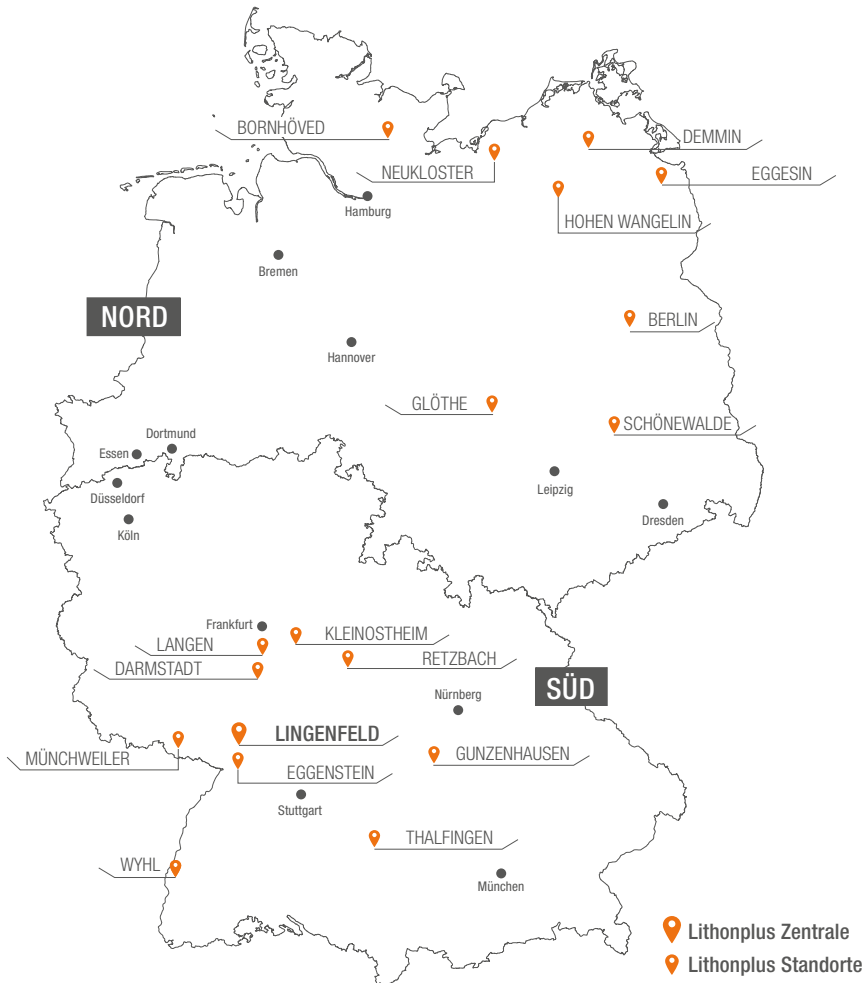 BORNHÖVED
DEMMIN
NEUKLOSTER
EGGESIN
Hamburg
HOHEN WANGELIN
Bremen
NORD
BERLIN
Hannover
GLÖTHE
SCHÖNEWALDE
Dortmund
Essen
Leipzig
Düsseldorf
Dresden
Köln
Frankfurt
KLEINOSTHEIM
LANGEN
RETZBACH
DARMSTADT
SÜD
Nürnberg
LINGENFELD
MÜNCHWEILER
GUNZENHAUSEN
EGGENSTEIN
Stuttgart
THALFINGEN
WYHL
München
Lithonplus Zentrale
Lithonplus Standorte